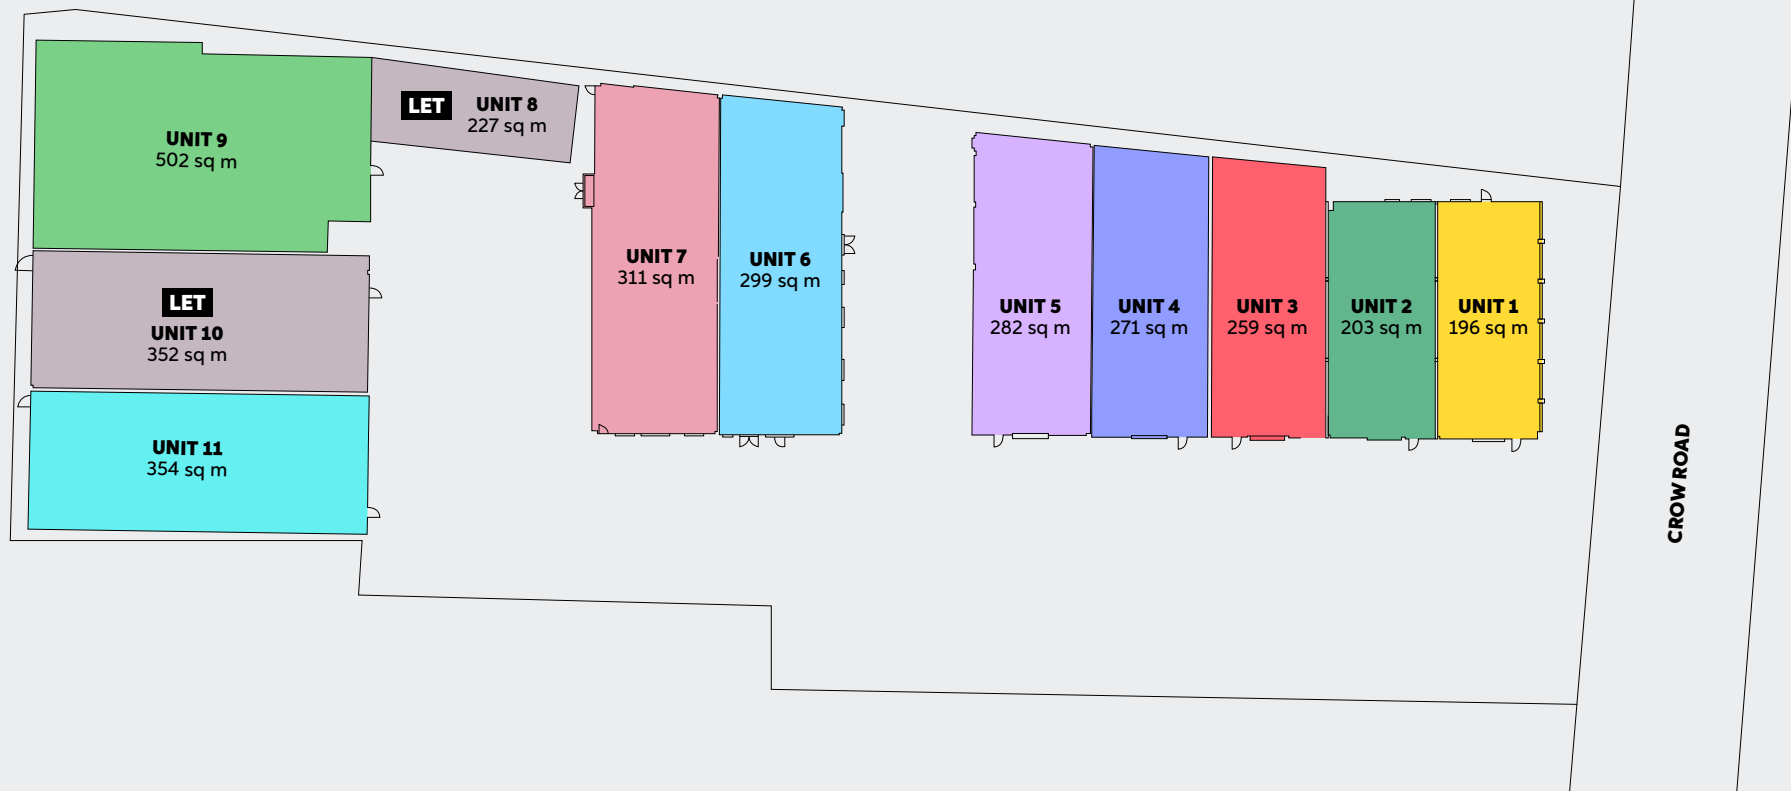 UNIT 9
502 sq m
LET
UNIT 8
227 sq m
LET
UNIT 10
352 sq m
UNIT 11
354 sq m
UNIT 7
311 sq m
UNIT 6
299 sq m
UNIT 5
282 sq m
UNIT 4
271 sq m
UNIT 3
259 sq m
UNIT 2
203 sq m
UNIT 1
196 sq m
CROW ROAD